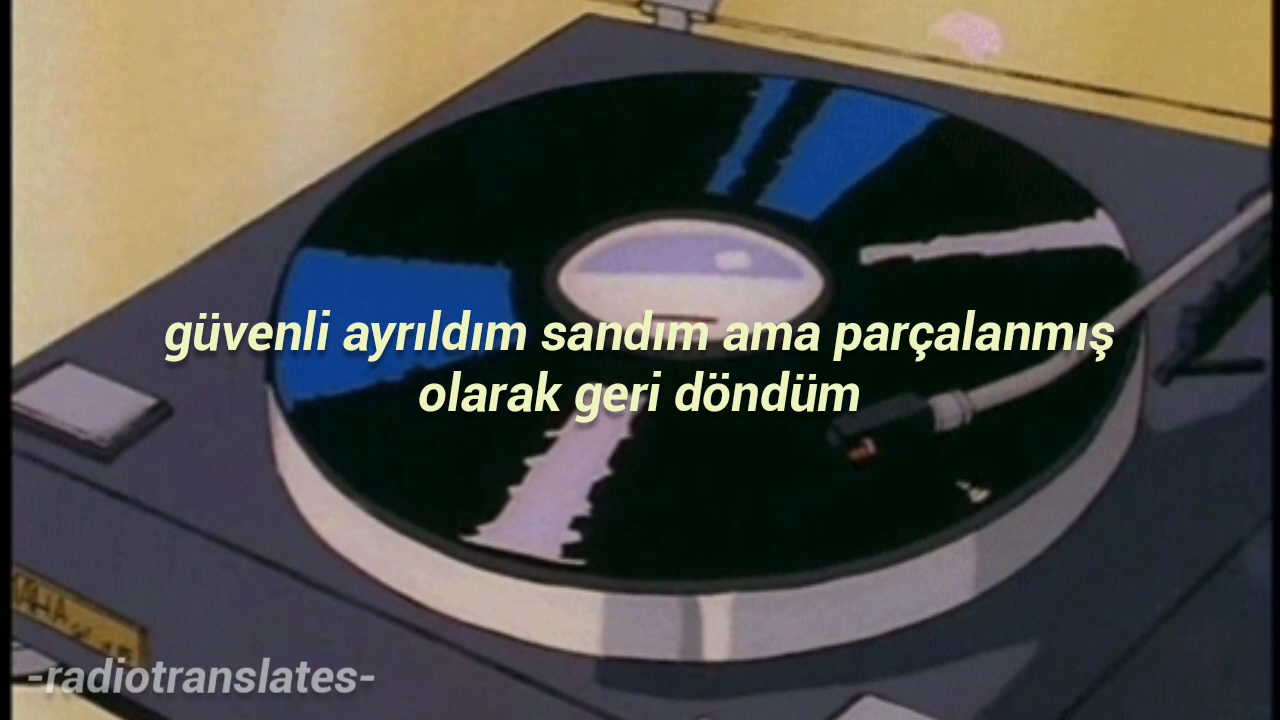 güvenli ayrıldım sandım ama parçalanmış
olarak geri döndüm
-radiotranslates-